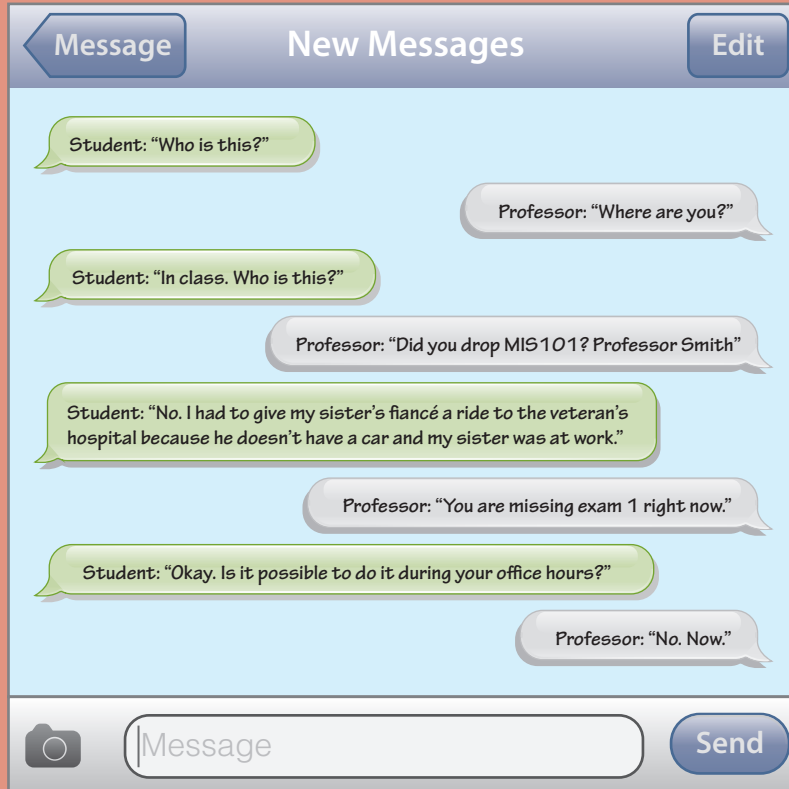 Message
New Messages
Edit
Student: “Who is this?”
Professor: “Where are you?”
Student: “In class. Who is this?”
Professor: “Did you drop MIS101? Professor Smith”
Student: “No. I had to give my sister’s fiancé a ride to the veteran’s
hospital because he doesn’t have a car and my sister was at work.”
Professor: “You are missing exam 1 right now.”
Student: “Okay. Is it possible to do it during your office hours?”
Professor: “No. Now.”
Message
Send